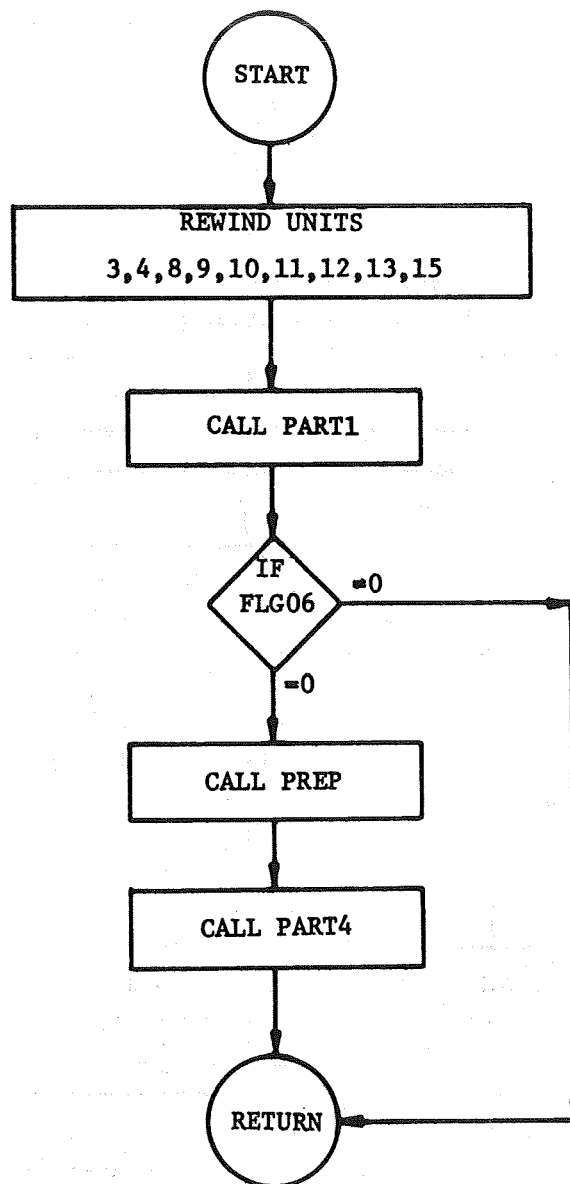 START
REWIND UNITS
3,4,8,9,10,11,12,13,15
CALL PART1
IF
FLG06
≠0
=0
CALL PREP
CALL PART4
RETURN